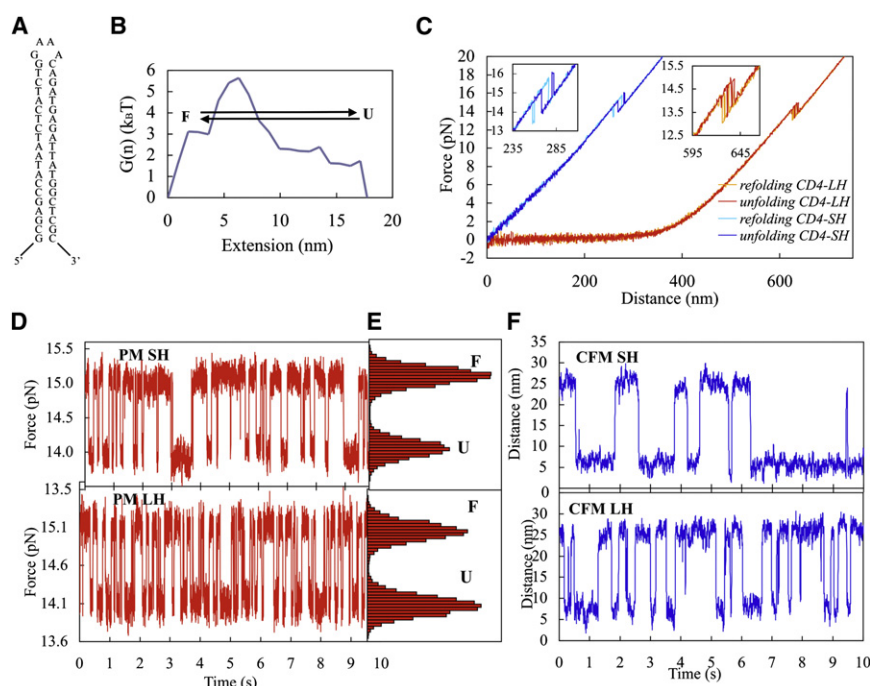 A
A
A A
G A
GCGAGCCATAATCTCATCTG
CAGATGAGATTATGGCTCGC
5' 3'
B
G(n) (kBT)
6
5
4
3
2
1
0
F U
0 5 10 15 20
Extension (nm)
C
Force (pN)
20
18
16
14
12
10
8
6
4
2
0
-2
16
15
14
13
235 285
15.5
14.5
13.5
12.5
595 645
refolding CD4-LH
unfolding CD4-LH
refolding CD4-SH
unfolding CD4-SH
0 200 400 600
Distance (nm)
D
PM SH
Force (pN)
15.5
15.0
14.5
14.0
13.5
PM LH
Force (pN)
15.1
14.6
14.1
13.6
0 1 2 3 4 5 6 7 8 9 10
Time (s)
E
F
U
F
U
F
CFM SH
Distance (nm)
35
30
25
20
15
10
5
0
CFM LH
Distance (nm)
30
25
20
15
10
5
0
0 1 2 3 4 5 6 7 8 9 10
Time (s)